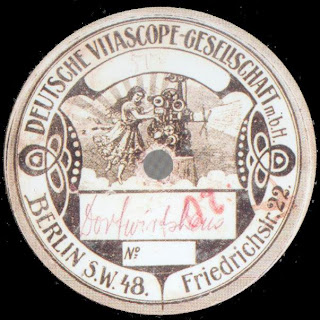 DEUTSCHE VITASCOPE-GESELLSCHAFT m.b.H.
Dorfwirtshaus
No
BERLIN S.W. 48. Friedrichstr. 22.